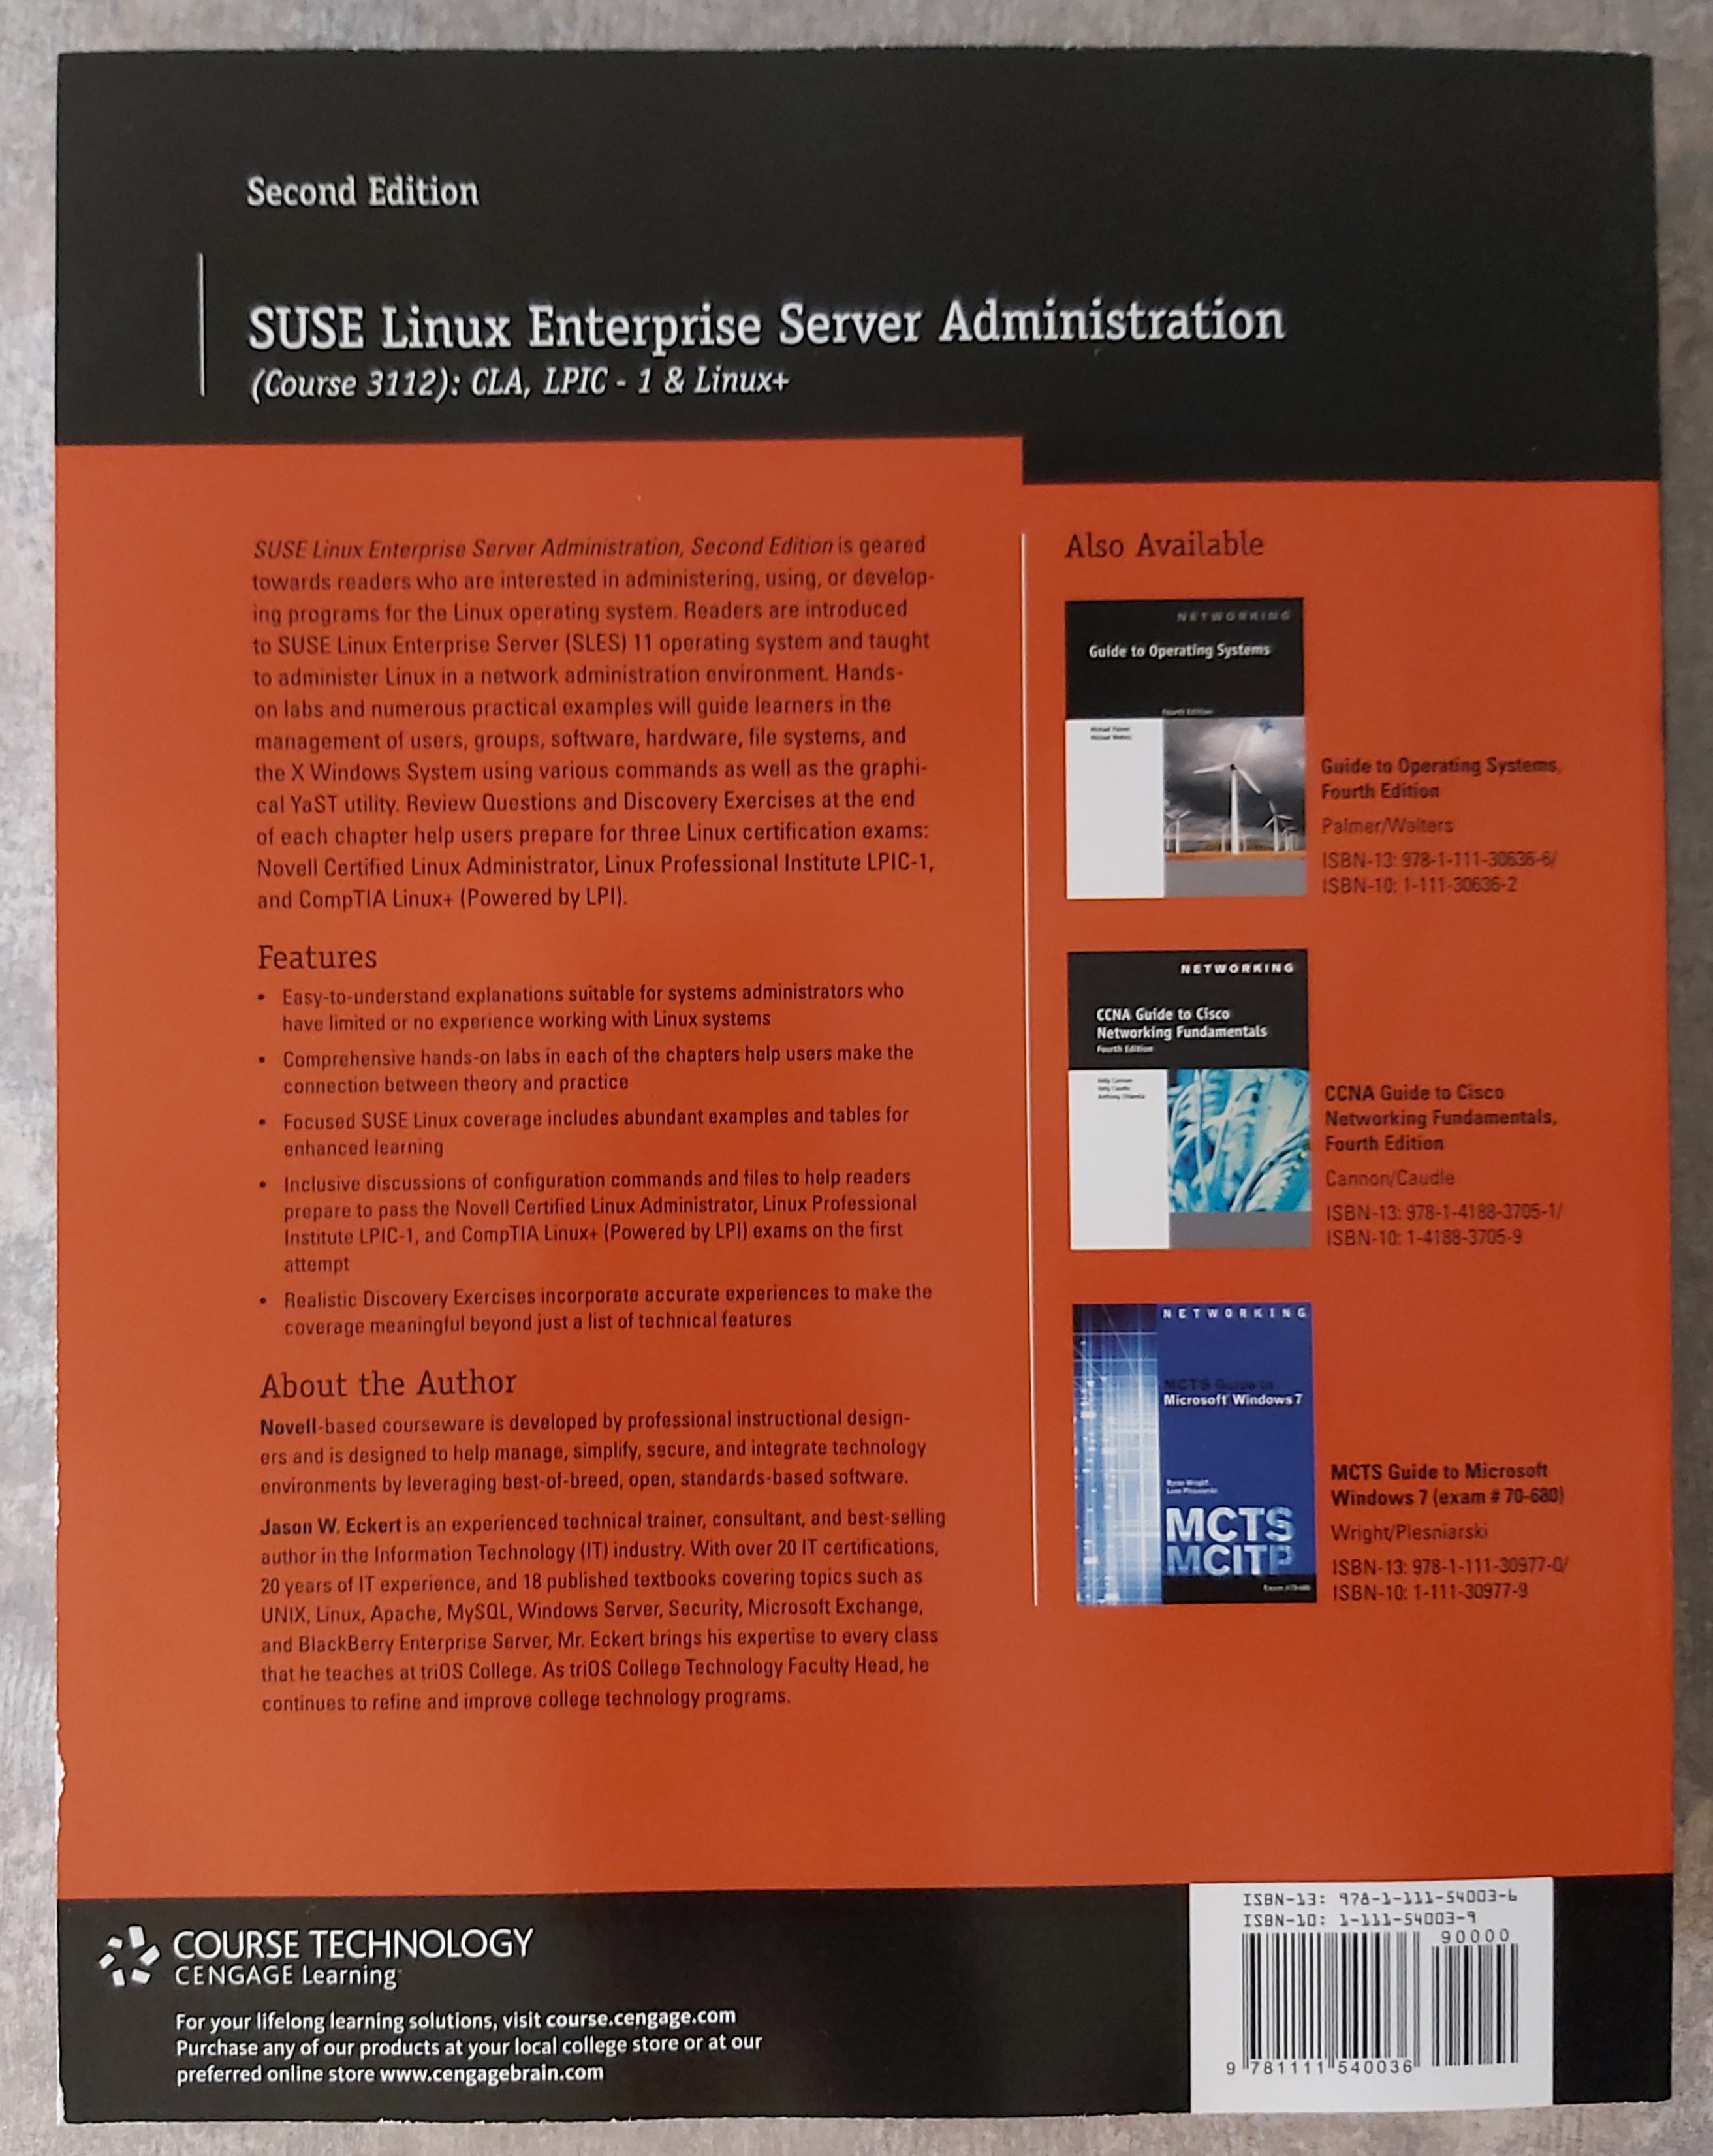 Second Edition
SUSE Linux Enterprise Server Administration
(Course 3112): CLA, LPIC - 1 & Linux+
SUSE Linux Enterprise Server Administration, Second Edition is geared
towards readers who are interested in administering, using, or develop-
ing programs for the Linux operating system. Readers are introduced
to SUSE Linux Enterprise Server (SLES) 11 operating system and taught
to administer Linux in a network administration environment. Hands-
on labs and numerous practical examples will guide learners in the
management of users, groups, software, hardware, file systems, and
the X Windows System using various commands as well as the graphi-
cal YaST utility. Review Questions and Discovery Exercises at the end
of each chapter help users prepare for three Linux certification exams:
Novell Certified Linux Administrator, Linux Professional Institute LPIC-1,
and CompTIA Linux+ (Powered by LPI).
Features
• Easy-to-understand explanations suitable for systems administrators who
have limited or no experience working with Linux systems
• Comprehensive hands-on labs in each of the chapters help users make the
connection between theory and practice
• Focused SUSE Linux coverage includes abundant examples and tables for
enhanced learning
• Inclusive discussions of configuration commands and files to help readers
prepare to pass the Novell Certified Linux Administrator, Linux Professional
Institute LPIC-1, and CompTIA Linux+ (Powered by LPI) exams on the first
attempt
• Realistic Discovery Exercises incorporate accurate experiences to make the
coverage meaningful beyond just a list of technical features
About the Author
Novell-based courseware is developed by professional instructional design-
ers and is designed to help manage, simplify, secure, and integrate technology
environments by leveraging best-of-breed, open, standards-based software.
Jason W. Eckert is an experienced technical trainer, consultant, and best-selling
author in the Information Technology (IT) industry. With over 20 IT certifications,
20 years of IT experience, and 18 published textbooks covering topics such as
UNIX, Linux, Apache, MySQL, Windows Server, Security, Microsoft Exchange,
and BlackBerry Enterprise Server, Mr. Eckert brings his expertise to every class
that he teaches at triOS College. As triOS College Technology Faculty Head, he
continues to refine and improve college technology programs.
Also Available
NETWORKING
Guide to Operating Systems
Fourth Edition
Michael Palmer
Michael Walters
Guide to Operating Systems,
Fourth Edition
Palmer/Walters
ISBN-13: 978-1-111-30636-6/
ISBN-10: 1-111-30636-2
NETWORKING
CCNA Guide to Cisco
Networking Fundamentals
Fourth Edition
Kelly Cannon
Kelly Caudle
Anthony Chiarella
CCNA Guide to Cisco
Networking Fundamentals,
Fourth Edition
Cannon/Caudle
ISBN-13: 978-1-4188-3705-1/
ISBN-10: 1-4188-3705-9
NETWORKING
MCTS Guide to
Microsoft Windows 7
Byron Wright
Leon Plesniarski
MCTS
MCITP
Exam #70-680
MCTS Guide to Microsoft
Windows 7 (exam # 70-680)
Wright/Plesniarski
ISBN-13: 978-1-111-30977-0/
ISBN-10: 1-111-30977-9
COURSE TECHNOLOGY
CENGAGE Learning
For your lifelong learning solutions, visit course.cengage.com
Purchase any of our products at your local college store or at our
preferred online store www.cengagebrain.com
ISBN-13: 978-1-111-54003-6
ISBN-10: 1-111-54003-9
90000
9 781111 540036